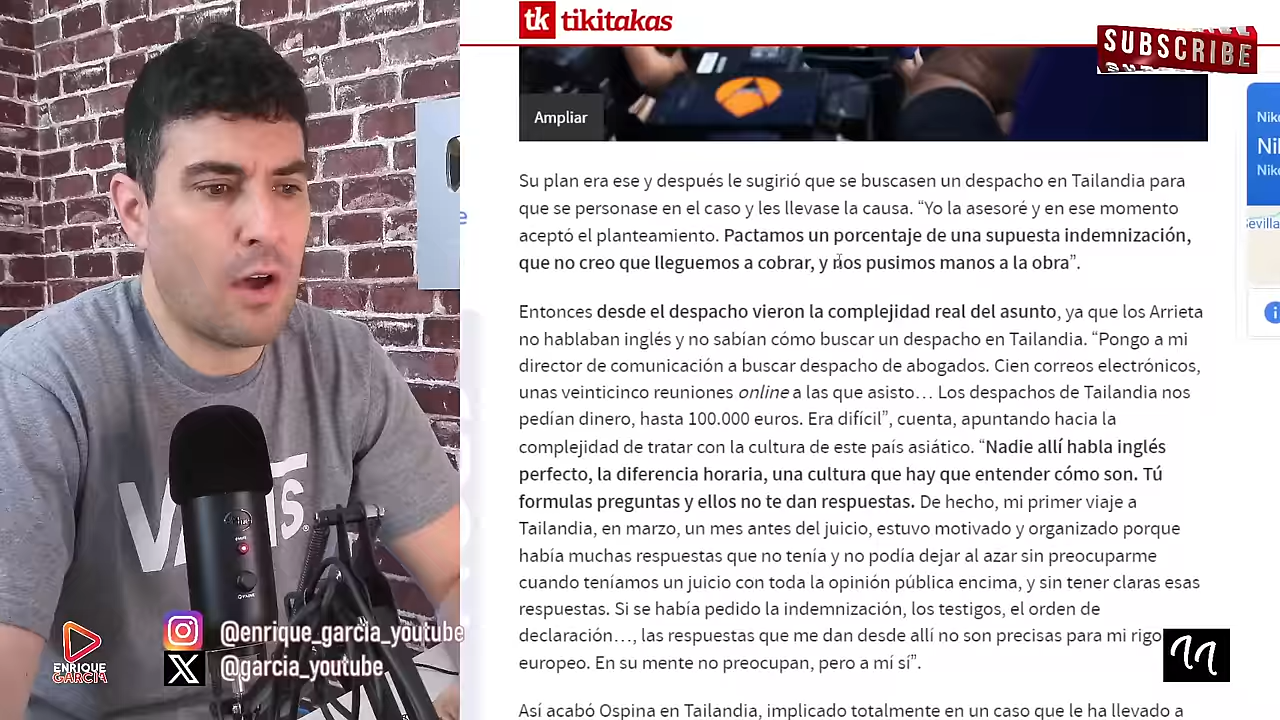 tk tikitakas
SUBSCRIBE
Ampliar
Su plan era ese y después le sugirió que se buscasen un despacho en Tailandia para
que se personase en el caso y les llevase la causa. “Yo la asesoré y en ese momento
aceptó el planteamiento. Pactamos un porcentaje de una supuesta indemnización,
que no creo que lleguemos a cobrar, y nos pusimos manos a la obra”.
Entonces desde el despacho vieron la complejidad real del asunto, ya que los Arrieta
no hablaban inglés y no sabían cómo buscar un despacho en Tailandia. “Pongo a mi
director de comunicación a buscar despacho de abogados. Cien correos electrónicos,
unas veinticinco reuniones online a las que asisto… Los despachos de Tailandia nos
pedían dinero, hasta 100.000 euros. Era difícil”, cuenta, apuntando hacia la
complejidad de tratar con la cultura de este país asiático. “Nadie allí habla inglés
perfecto, la diferencia horaria, una cultura que hay que entender cómo son. Tú
formulas preguntas y ellos no te dan respuestas. De hecho, mi primer viaje a
Tailandia, en marzo, un mes antes del juicio, estuvo motivado y organizado porque
había muchas respuestas que no tenía y no podía dejar al azar sin preocuparme
cuando teníamos un juicio con toda la opinión pública encima, y sin tener claras esas
respuestas. Si se había pedido la indemnización, los testigos, el orden de
declaración…, las respuestas que me dan desde allí no son precisas para mi rigo
europeo. En su mente no preocupan, pero a mí sí”.
Así acabó Ospina en Tailandia, implicado totalmente en un caso que le ha llevado a
Nik
Ni
Nik
Sevilla
e
VANS
@enrique_garcia_youtube
@garcia_youtube
ENRIQUE
GARCIA